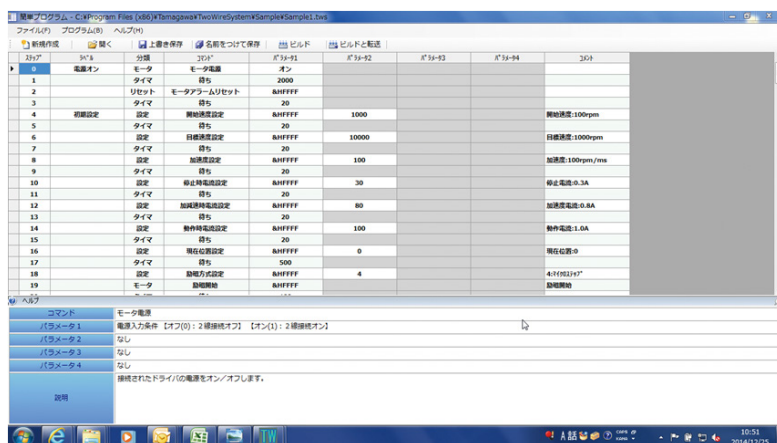 簡単プログラム - C:¥Program Files (x86)¥Tamagawa¥TwoWireSystem¥Sample¥Sample1.tws
ファイル(F) プログラム(B) ヘルプ(H)
新規作成 開く 上書き保存 名前をつけて保存 ビルド ビルドと転送
ステップ ラベル 分類 コマンド パラメータ1 パラメータ2 パラメータ3 パラメータ4 コメント
0 電源オン モータ モータ電源 オン
1 タイマ 待ち 2000
2 リセット モータアラームリセット &HFFFF
3 タイマ 待ち 20
4 初期設定 設定 開始速度設定 &HFFFF 1000 開始速度:100rpm
5 タイマ 待ち 20
6 設定 目標速度設定 &HFFFF 10000 目標速度:1000rpm
7 タイマ 待ち 20
8 設定 加速度設定 &HFFFF 100 加速度:100rpm/ms
9 タイマ 待ち 20
10 設定 停止時電流設定 &HFFFF 30 停止電流:0.3A
11 タイマ 待ち 20
12 設定 加減速時電流設定 &HFFFF 80 加速度電流:0.8A
13 タイマ 待ち 20
14 設定 動作時電流設定 &HFFFF 100 動作電流:1.0A
15 タイマ 待ち 20
16 設定 現在位置設定 &HFFFF 0 現在位置:0
17 タイマ 待ち 500
18 設定 励磁方式設定 &HFFFF 4 4:マイクロステップ
19 モータ 励磁開始 &HFFFF 励磁開始
ヘルプ
コマンド モータ電源
パラメータ1 電源入力条件 【オフ(0):2線接続オフ】 【オン(1):2線接続オン】
パラメータ2 なし
パラメータ3 なし
パラメータ4 なし
説明 接続されたドライバの電源をオン/オフします。
TW
A 話
CAPS
KANA
10:51
2014/12/25